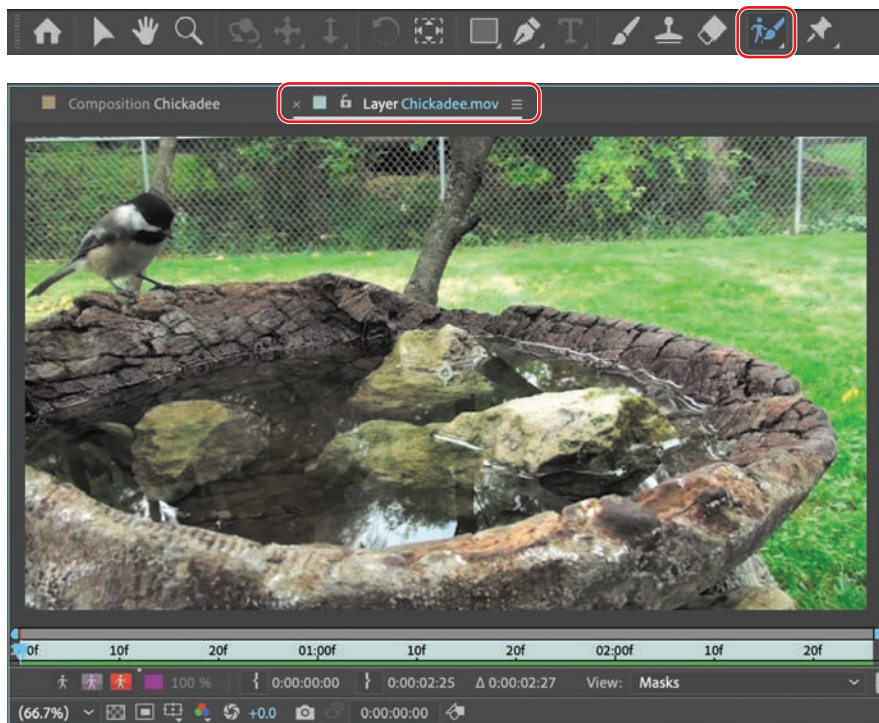 T
Composition Chickadee × Layer Chickadee.mov
0f 10f 20f 01:00f 10f 20f 02:00f 10f 20f
100 % { 0:00:00:00 } 0:00:02:25 Δ 0:00:02:27 View: Masks
(66.7%) +0.0 0:00:00:00